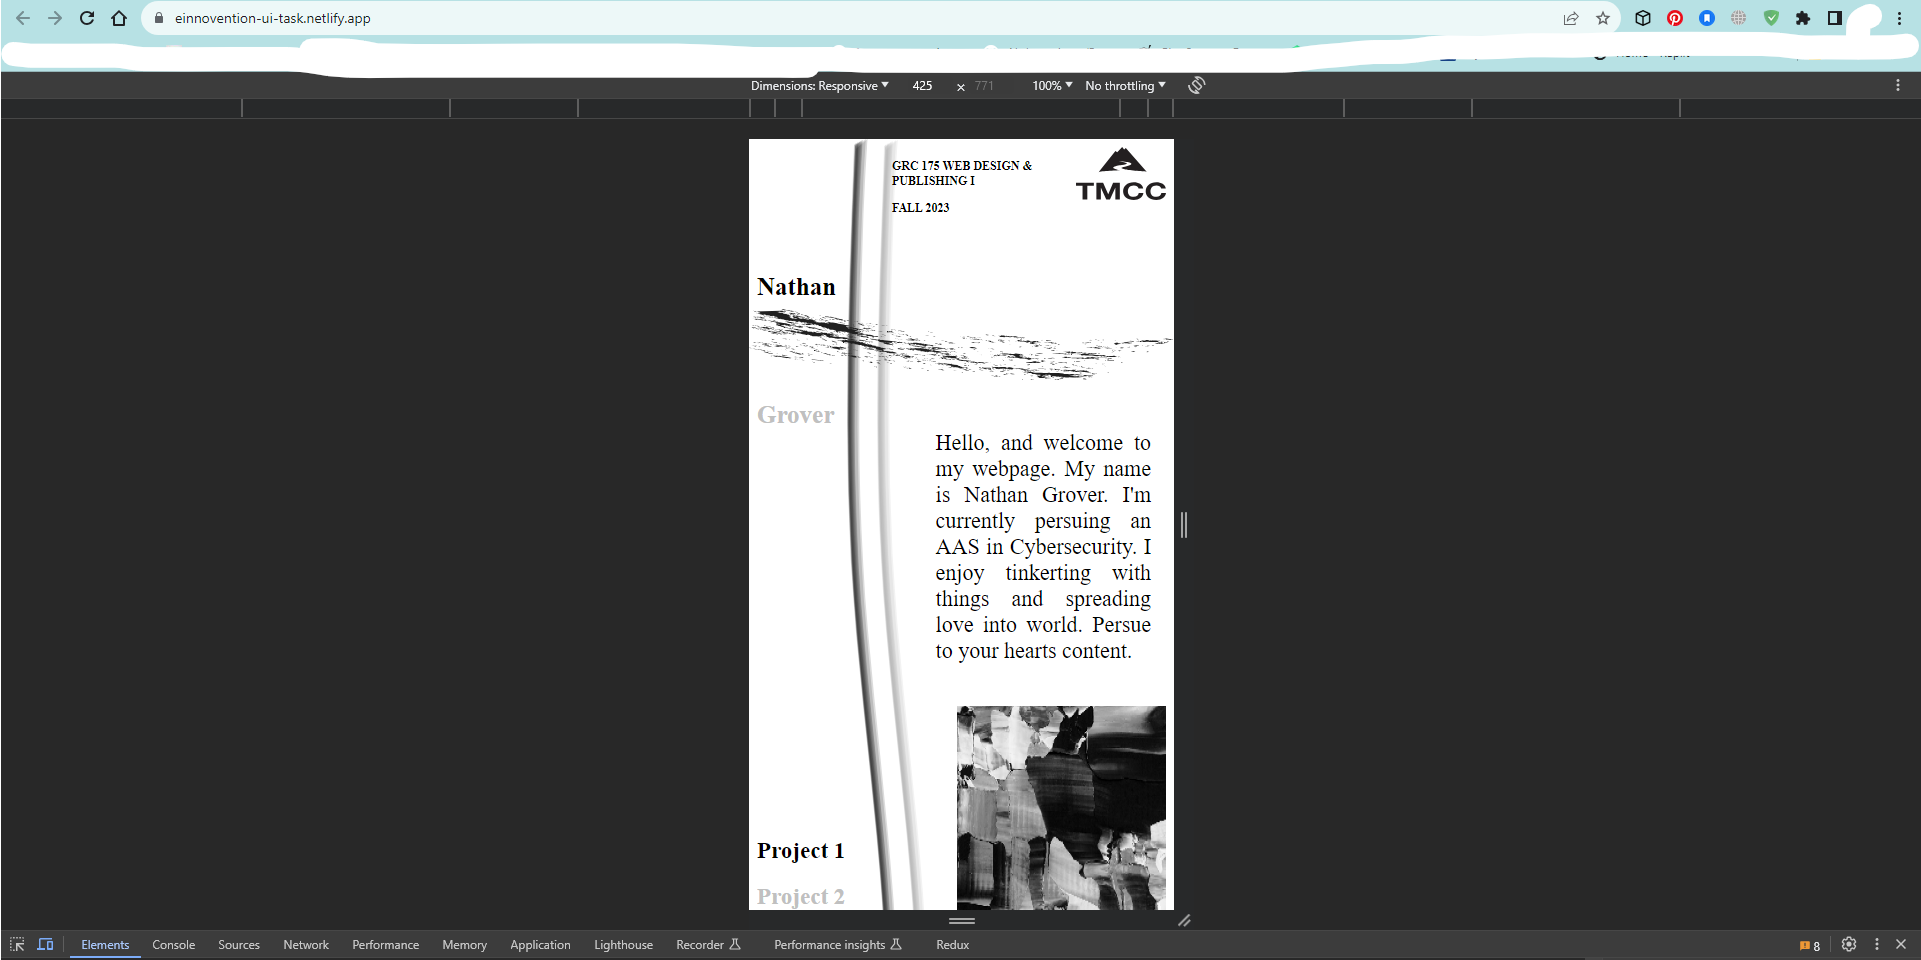 einnovention-ui-task.netlify.app
Dimensions: Responsive 425 × 771 100% No throttling
GRC 175 WEB DESIGN &
PUBLISHING I
FALL 2023
TMCC
Nathan
Grover
Hello, and welcome to
my webpage. My name
is Nathan Grover. I'm
currently persuing an
AAS in Cybersecurity. I
enjoy tinkerting with
things and spreading
love into world. Persue
to your hearts content.
Project 1
Project 2
Elements Console Sources Network Performance Memory Application Lighthouse Recorder Performance insights Redux 8